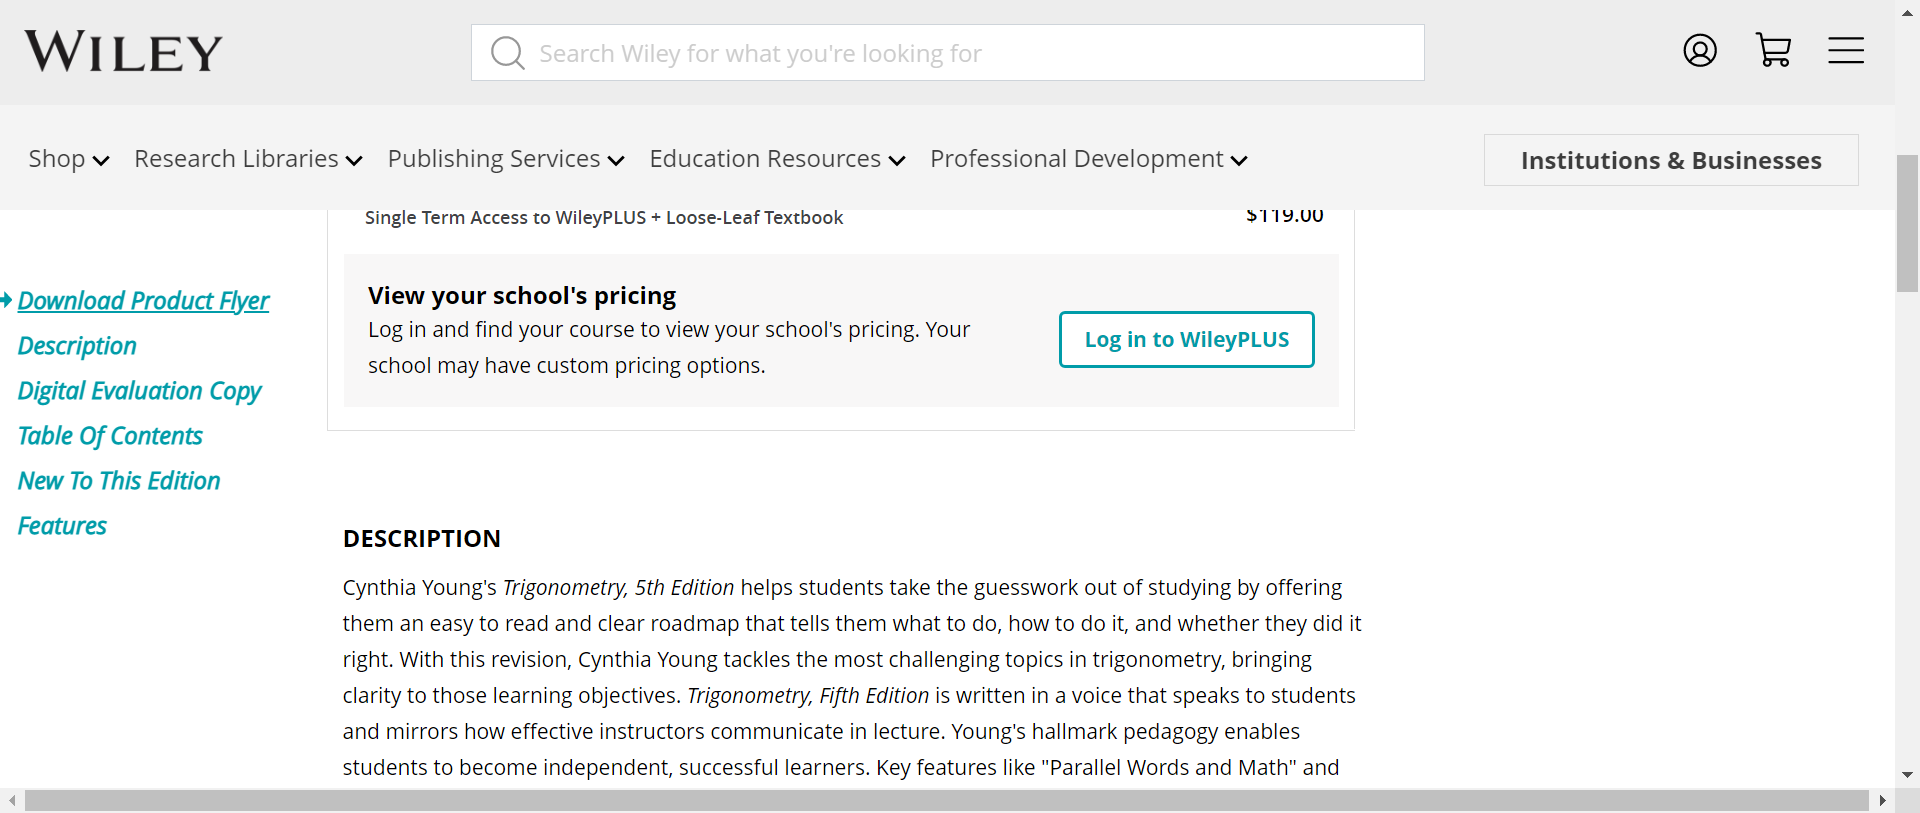 WILEY
Search Wiley for what you're looking for
Shop
Research Libraries
Publishing Services
Education Resources
Professional Development
Institutions & Businesses
Single Term Access to WileyPLUS + Loose-Leaf Textbook
$119.00
Download Product Flyer
Description
Digital Evaluation Copy
Table Of Contents
New To This Edition
Features
View your school's pricing
Log in and find your course to view your school's pricing. Your
school may have custom pricing options.
Log in to WileyPLUS
DESCRIPTION
Cynthia Young's Trigonometry, 5th Edition helps students take the guesswork out of studying by offering
them an easy to read and clear roadmap that tells them what to do, how to do it, and whether they did it
right. With this revision, Cynthia Young tackles the most challenging topics in trigonometry, bringing
clarity to those learning objectives. Trigonometry, Fifth Edition is written in a voice that speaks to students
and mirrors how effective instructors communicate in lecture. Young's hallmark pedagogy enables
students to become independent, successful learners. Key features like "Parallel Words and Math" and